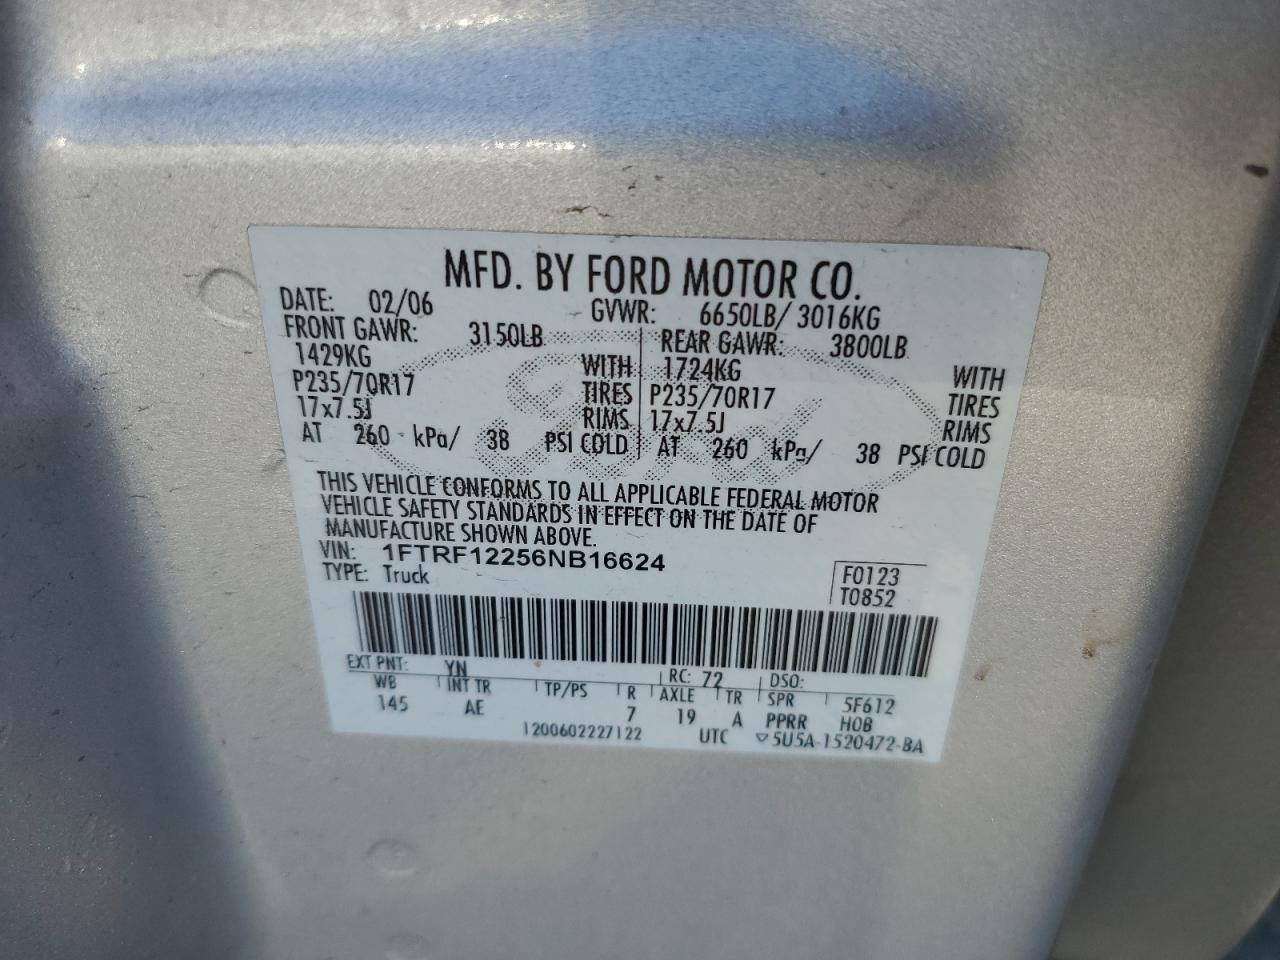 MFD. BY FORD MOTOR CO.
DATE: 02/06 GVWR: 6650LB/ 3016KG
FRONT GAWR: 3150LB REAR GAWR: 3800LB
1429KG WITH 1724KG WITH
P235/70R17 TIRES P235/70R17 TIRES
17x7.5J RIMS 17x7.5J RIMS
AT 260 kPa/ 38 PSI COLD AT 260 kPa/ 38 PSI COLD
Ford
THIS VEHICLE CONFORMS TO ALL APPLICABLE FEDERAL MOTOR
VEHICLE SAFETY STANDARDS IN EFFECT ON THE DATE OF
MANUFACTURE SHOWN ABOVE.
VIN: 1FTRF12256NB16624
TYPE: Truck
F0123
T0852
EXT PNT: YN RC: 72 DSO:
WB INT TR TP/PS R AXLE TR SPR 5F612
145 AE 7 19 A PPRR HOB
1200602227122 UTC ▽5U5A-1520472-BA